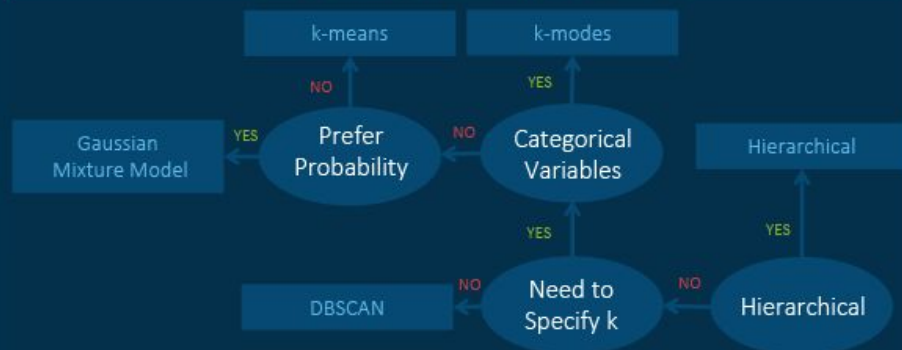 k-means
k-modes
NO
YES
Gaussian
Mixture Model
YES
Prefer
Probability
NO
Categorical
Variables
Hierarchical
YES
YES
DBSCAN
NO
Need to
Specify k
NO
Hierarchical